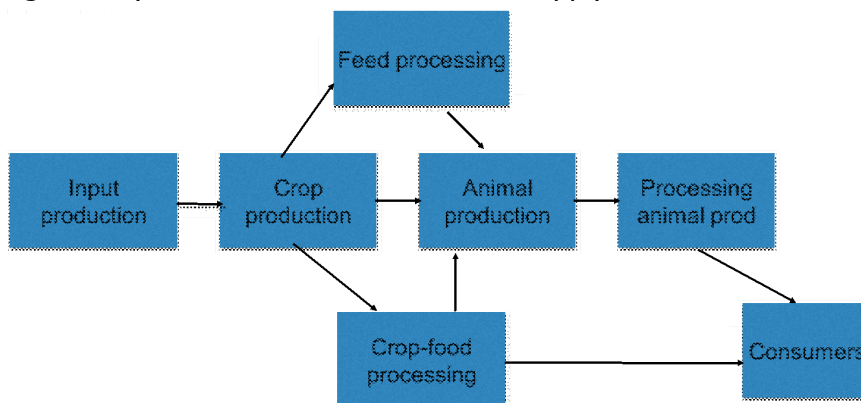 Feed processing
Input
production
Crop
production
Animal
production
Processing
animal prod
Crop-food
processing
Consumers